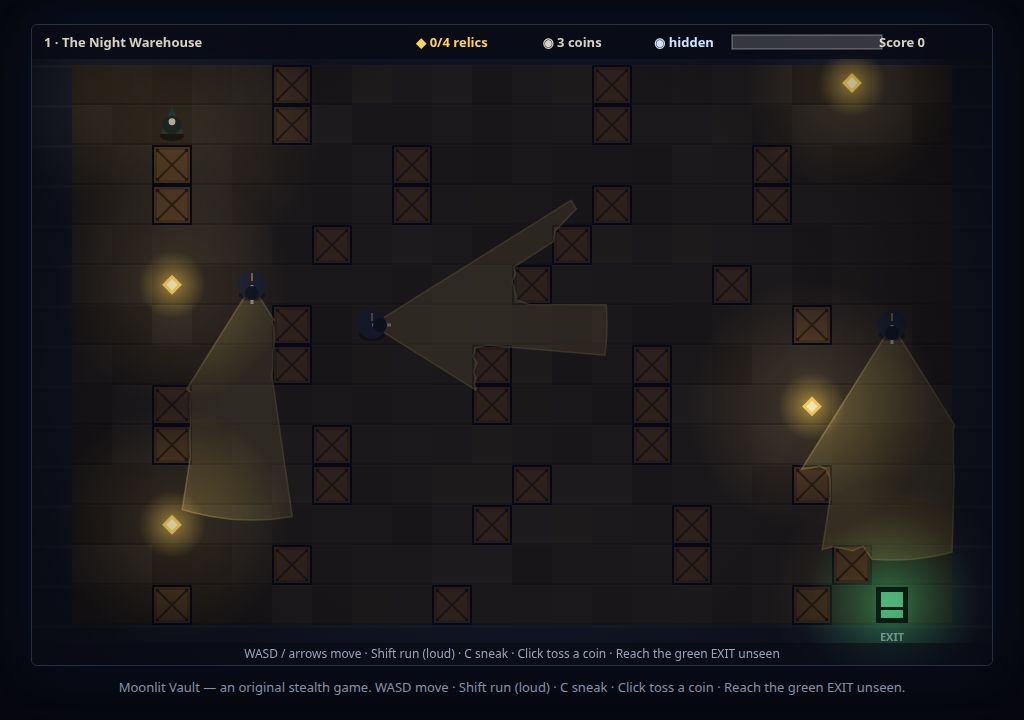 1 · The Night Warehouse
◆ 0/4 relics
◉ 3 coins
◉ hidden
Score 0
EXIT
WASD / arrows move · Shift run (loud) · C sneak · Click toss a coin · Reach the green EXIT unseen
Moonlit Vault — an original stealth game. WASD move · Shift run (loud) · C sneak · Click toss a coin · Reach the green EXIT unseen.